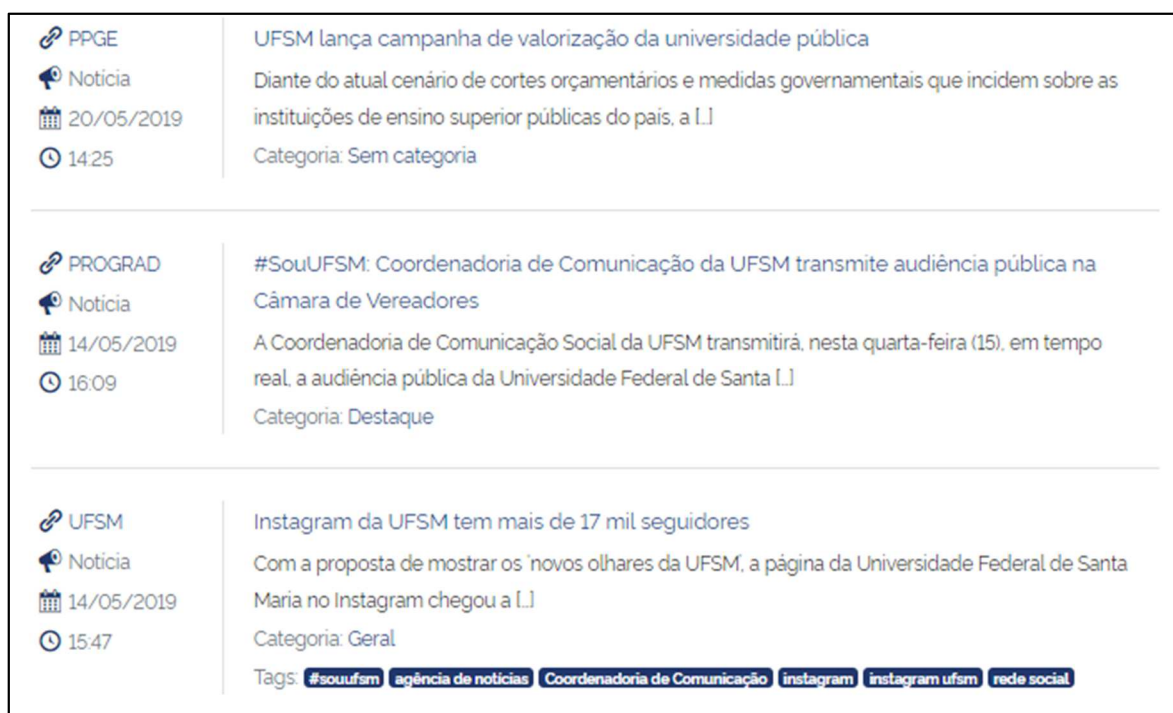 PPGE
Notícia
20/05/2019
14:25
UFSM lança campanha de valorização da universidade pública
Diante do atual cenário de cortes orçamentários e medidas governamentais que incidem sobre as
instituições de ensino superior públicas do país, a [...]
Categoria: Sem categoria
PROGRAD
Notícia
14/05/2019
16:09
#SouUFSM: Coordenadoria de Comunicação da UFSM transmite audiência pública na
Câmara de Vereadores
A Coordenadoria de Comunicação Social da UFSM transmitirá, nesta quarta-feira (15), em tempo
real, a audiência pública da Universidade Federal de Santa [...]
Categoria: Destaque
UFSM
Notícia
14/05/2019
15:47
Instagram da UFSM tem mais de 17 mil seguidores
Com a proposta de mostrar os 'novos olhares da UFSM', a página da Universidade Federal de Santa
Maria no Instagram chegou a [...]
Categoria: Geral
Tags: #souufsm agência de notícias Coordenadoria de Comunicação instagram instagram ufsm rede social